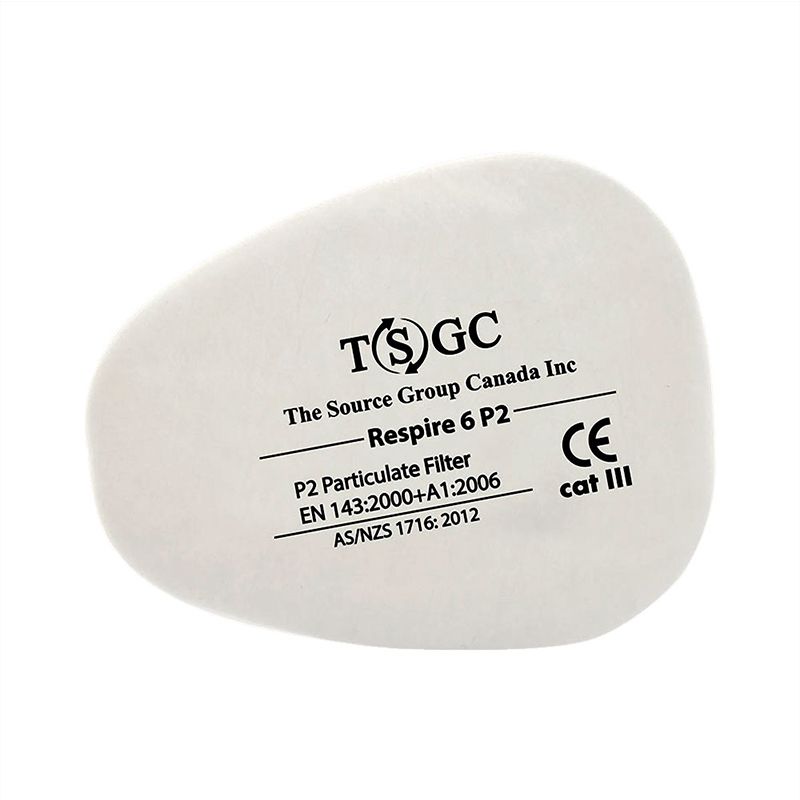 TSGC
The Source Group Canada Inc
Respire 6 P2
P2 Particulate Filter
EN 143:2000+A1:2006
AS/NZS 1716: 2012
CE
cat III